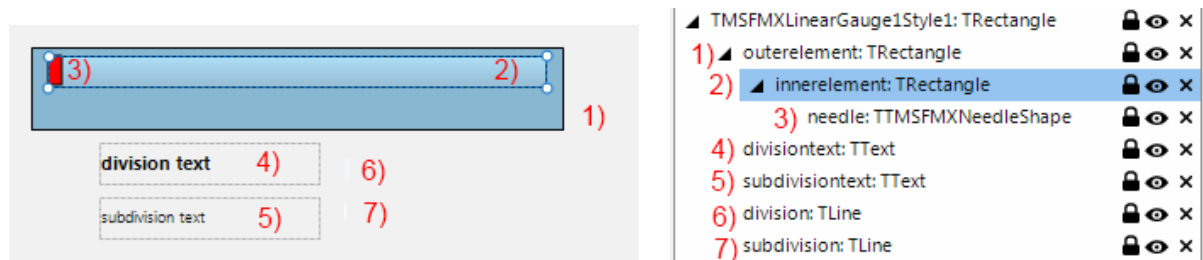 3)
2)
1)
division text
4)
6)
subdivision text
5)
7)
TMSFMXLinearGauge1Style1: TRectangle
1) outerelement: TRectangle
2) innerelement: TRectangle
3) needle: TTMSFMXNeedleShape
4) divisiontext: TText
5) subdivisiontext: TText
6) division: TLine
7) subdivision: TLine